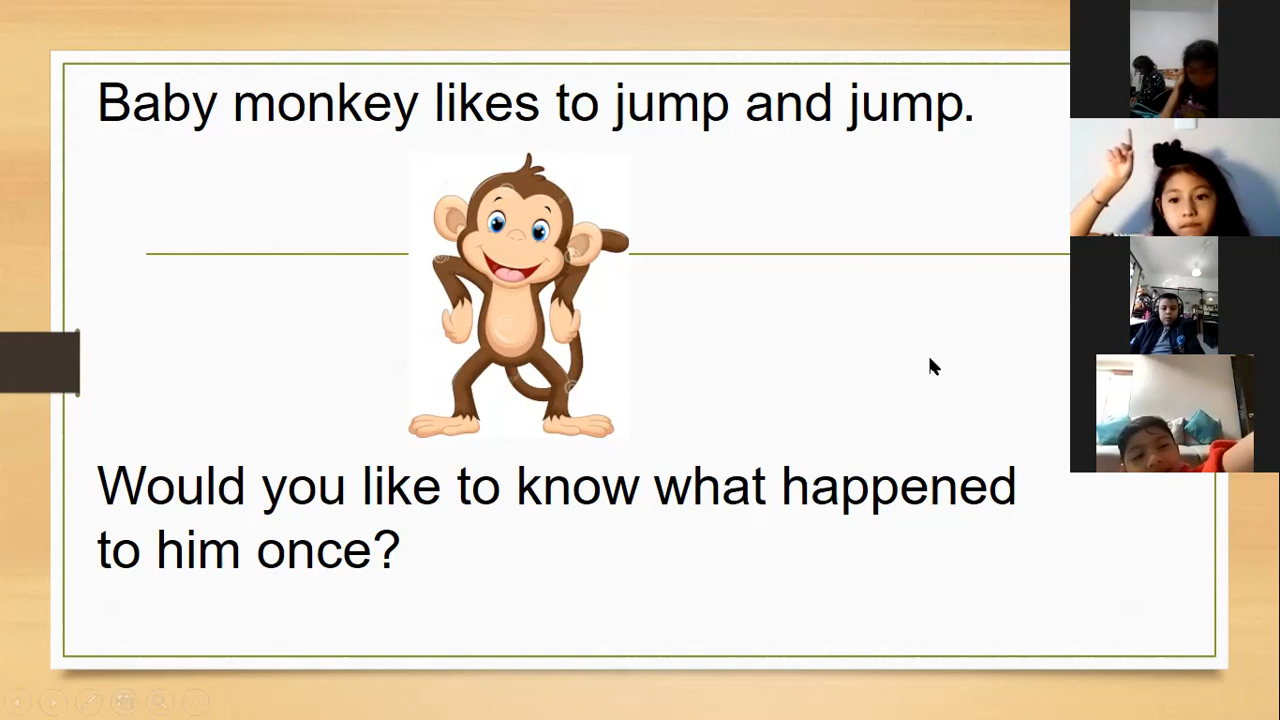 Baby monkey likes to jump and jump.
Would you like to know what happened
to him once?